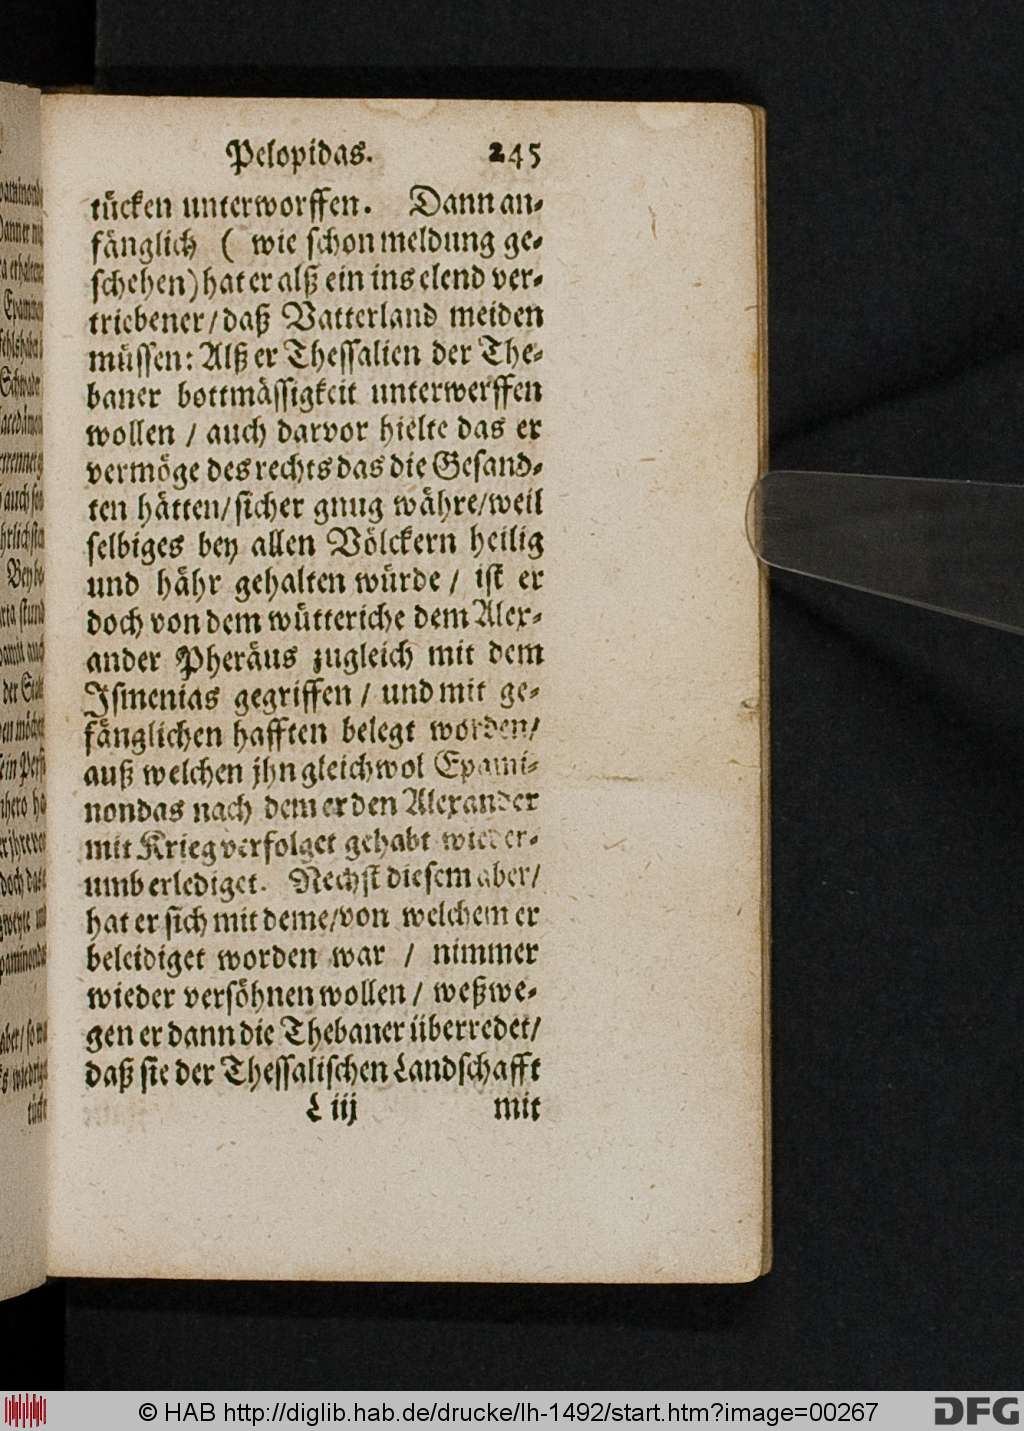 Pelopidas. 245
tücken unterworffen. Dann an-
fänglich ( wie schon meldung ge-
schehen) hat er alß ein ins elend ver-
triebener/ daß Vatterland meiden
müssen: Alß er Thessalien der The-
baner bottmässigkeit unterwerffen
wollen / auch darvor hielte das er
vermöge des rechts das die Gesand-
ten hätten/ sicher gnug währe/ weil
selbiges bey allen Völckern heilig
und hähr gehalten würde / ist er
doch von dem wütteriche dem Alex-
ander Pheräus zugleich mit dem
Ismenias gegriffen / und mit ge-
fänglichen hafften belegt worden/
auß welchen jhn gleichwol Epami-
nondas nach dem er den Alexander
mit Krieg verfolget gehabt wieder-
umb erlediget. Nechst diesem aber/
hat er sich mit deme/ von welchem er
beleidiget worden war / nimmer
wieder versöhnen wollen / weßwe-
gen er dann die Thebaner überredet/
daß sie der Thessalischen Landschafft
L iij mit
© HAB http://diglib.hab.de/drucke/lh-1492/start.htm?image=00267
DFG